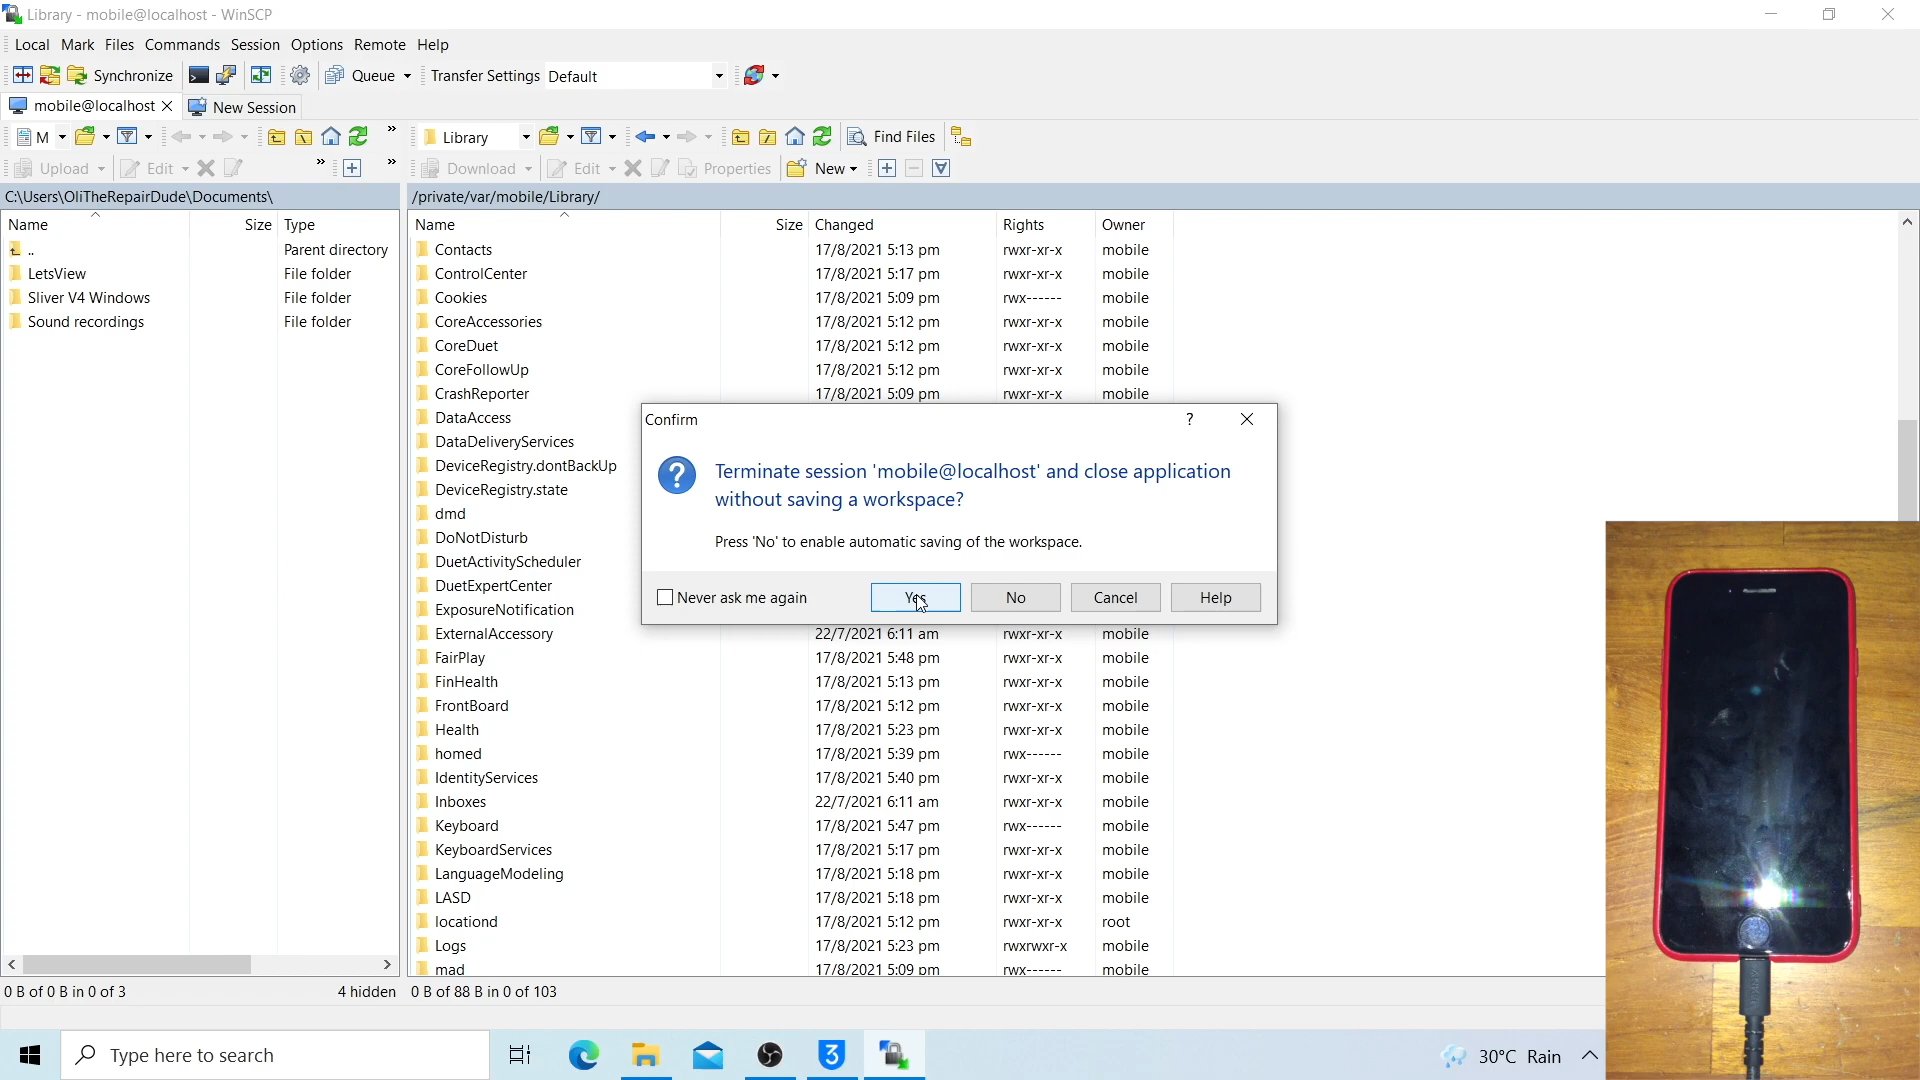 Library - mobile@localhost - WinSCP
Local Mark Files Commands Session Options Remote Help
Synchronize Queue Transfer Settings Default
mobile@localhost New Session
M Library Find Files
Upload Edit Download Edit Properties New
C:\Users\OliTheRepairDude\Documents\ /private/var/mobile/Library/
Name Size Type
.. Parent directory
LetsView File folder
Sliver V4 Windows File folder
Sound recordings File folder
Name Size Changed Rights Owner
Contacts 17/8/2021 5:13 pm rwxr-xr-x mobile
ControlCenter 17/8/2021 5:17 pm rwxr-xr-x mobile
Cookies 17/8/2021 5:09 pm rwx------ mobile
CoreAccessories 17/8/2021 5:12 pm rwxr-xr-x mobile
CoreDuet 17/8/2021 5:12 pm rwxr-xr-x mobile
CoreFollowUp 17/8/2021 5:12 pm rwxr-xr-x mobile
CrashReporter 17/8/2021 5:09 pm rwxr-xr-x mobile
DataAccess
DataDeliveryServices
DeviceRegistry.dontBackUp
DeviceRegistry.state
dmd
DoNotDisturb
DuetActivityScheduler
DuetExpertCenter
ExposureNotification
ExternalAccessory 22/7/2021 6:11 am rwxr-xr-x mobile
FairPlay 17/8/2021 5:48 pm rwxr-xr-x mobile
FinHealth 17/8/2021 5:13 pm rwxr-xr-x mobile
FrontBoard 17/8/2021 5:12 pm rwxr-xr-x mobile
Health 17/8/2021 5:23 pm rwxr-xr-x mobile
homed 17/8/2021 5:39 pm rwx------ mobile
IdentityServices 17/8/2021 5:40 pm rwxr-xr-x mobile
Inboxes 22/7/2021 6:11 am rwxr-xr-x mobile
Keyboard 17/8/2021 5:47 pm rwx------ mobile
KeyboardServices 17/8/2021 5:17 pm rwxr-xr-x mobile
LanguageModeling 17/8/2021 5:18 pm rwxr-xr-x mobile
LASD 17/8/2021 5:18 pm rwxr-xr-x mobile
locationd 17/8/2021 5:12 pm rwxr-xr-x root
Logs 17/8/2021 5:23 pm rwxrwxr-x mobile
mad 17/8/2021 5:09 pm rwx------ mobile
Confirm ?
Terminate session 'mobile@localhost' and close application
without saving a workspace?
Press 'No' to enable automatic saving of the workspace.
Never ask me again Yes No Cancel Help
0 B of 0 B in 0 of 3 4 hidden 0 B of 88 B in 0 of 103
Type here to search 3 30°C Rain